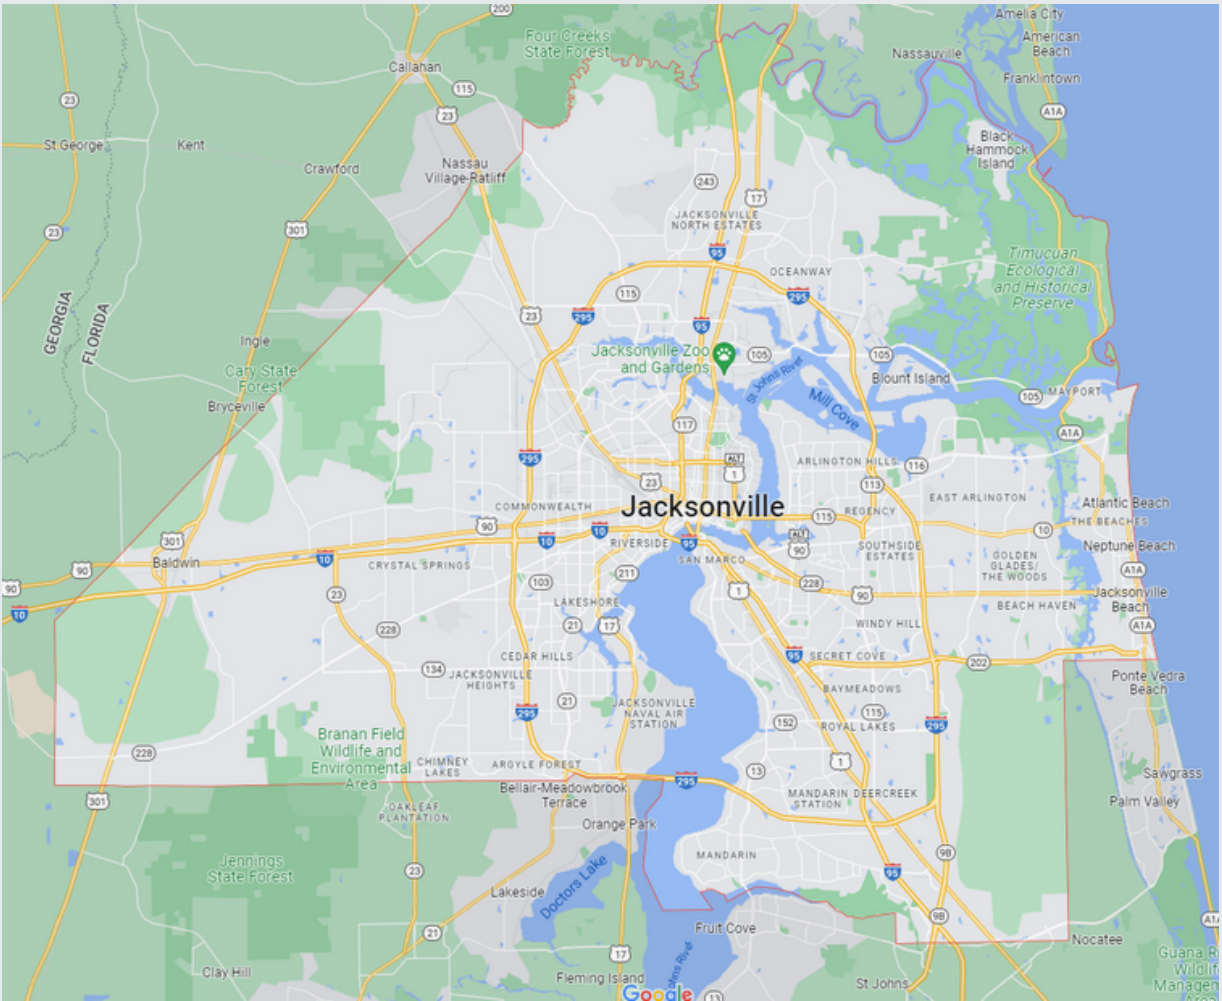 200
Amelia City
Four Creeks
State Forest
American
Beach
Nassauville
Callahan
Franklintown
115
23
23
A1A
Black
Hammock
Island
St George
Kent
Crawford
Nassau
Village-Ratliff
243
17
JACKSONVILLE
NORTH ESTATES
301
23
95
Timucuan
Ecological
and Historical
Preserve
OCEANWAY
115
295
295
23
95
GEORGIA
FLORIDA
Ingle
Jacksonville Zoo
and Gardens
105
105
Cary State
Forest
St Johns River
Blount Island
Mill Cove
105
MAYPORT
Bryceville
117
A1A
295
ALT
1
ARLINGTON HILLS
116
23
113
COMMONWEALTH
Jacksonville
EAST ARLINGTON
Atlantic Beach
90
10
115
REGENCY
THE BEACHES
301
10
RIVERSIDE
95
ALT
90
10
Neptune Beach
Baldwin
10
CRYSTAL SPRINGS
SAN MARCO
SOUTHSIDE
ESTATES
GOLDEN
GLADES/
THE WOODS
90
90
10
23
103
211
1
228
90
A1A
Jacksonville
Beach
LAKESHORE
BEACH HAVEN
228
21
17
WINDY HILL
A1A
CEDAR HILLS
95
SECRET COVE
202
134
JACKSONVILLE
HEIGHTS
Ponte Vedra
Beach
21
BAYMEADOWS
295
JACKSONVILLE
NAVAL AIR
STATION
152
115
ROYAL LAKES
295
228
Branan Field
Wildlife and
Environmental
Area
CHIMNEY
LAKES
ARGYLE FOREST
13
1
Sawgrass
295
301
Bellair-Meadowbrook
Terrace
MANDARIN
STATION
DEERCREEK
Palm Valley
OAKLEAF
PLANTATION
Orange Park
Jennings
State Forest
MANDARIN
9B
23
95
Doctors Lake
Lakeside
9B
A1A
21
Fruit Cove
Nocatee
17
Clay Hill
Fleming Island
St Johns
Google
13